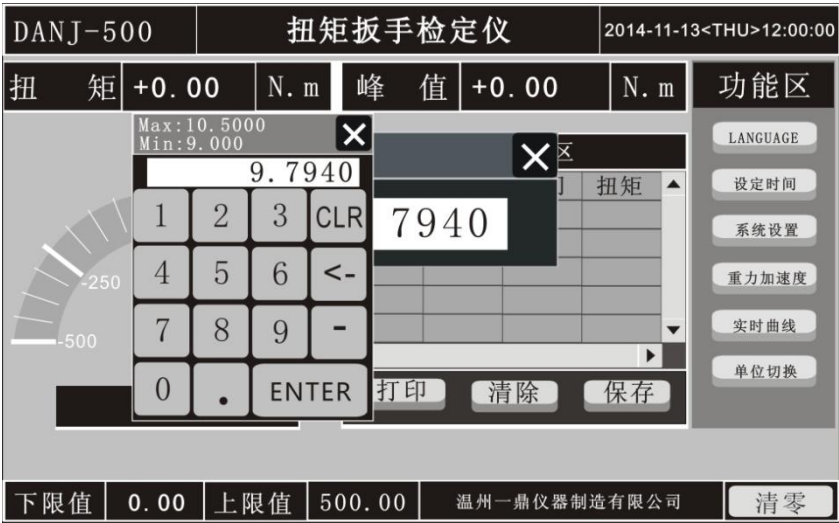 DANJ-500 扭矩扳手检定仪 2014-11-13<THU>12:00:00
扭 矩 +0.00 N.m 峰 值 +0.00 N.m 功能区
Max:10.5000
Min:9.000
区
LANGUAGE
9.7940
扭矩
设定时间
1 2 3 CLR
7940
系统设置
4 5 6 <-
-250
重力加速度
7 8 9 -
-500
实时曲线
0 . ENTER
打印 清除 保存
单位切换
下限值 0.00 上限值 500.00 温州一鼎仪器制造有限公司 清零